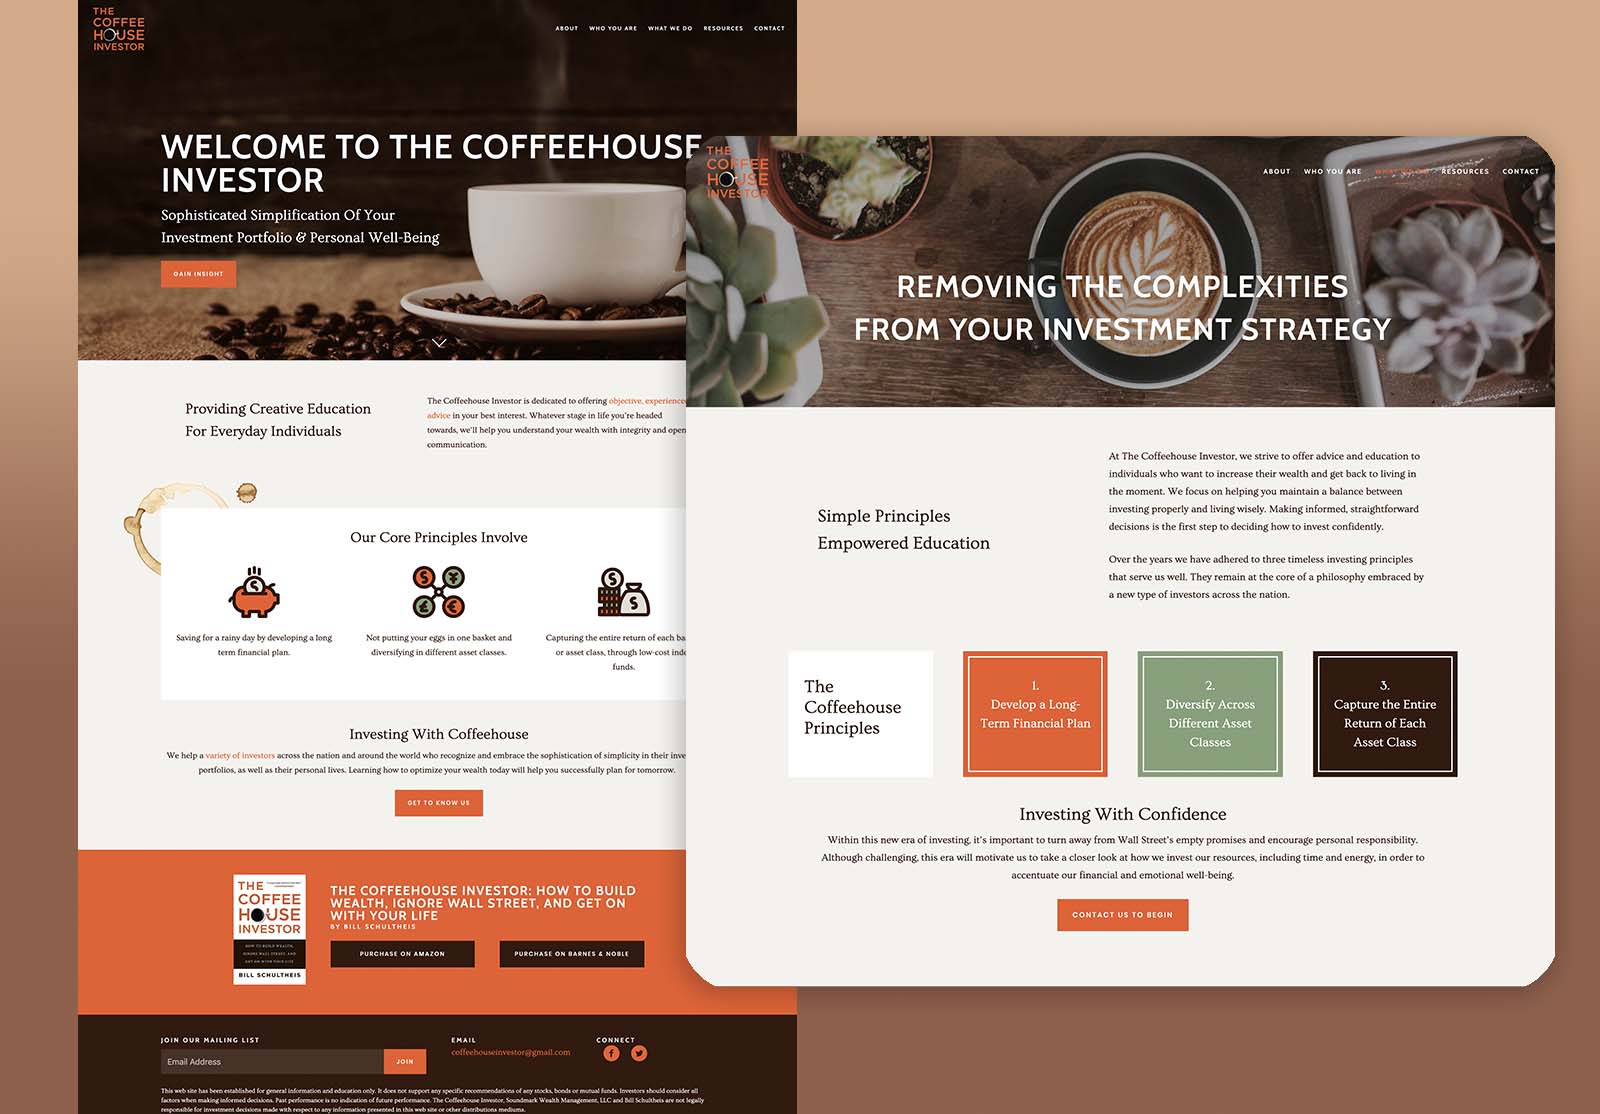 THE
COFFEE
HOUSE
INVESTOR
ABOUT WHO YOU ARE WHAT WE DO RESOURCES CONTACT
WELCOME TO THE COFFEEHOUSE
INVESTOR
Sophisticated Simplification Of Your
Investment Portfolio & Personal Well-Being
GAIN INSIGHT
Providing Creative Education
For Everyday Individuals
The Coffeehouse Investor is dedicated to offering objective, experienced
advice in your best interest. Whatever stage in life you're headed
towards, we'll help you understand your wealth with integrity and open
communication.
Our Core Principles Involve
Saving for a rainy day by developing a long
term financial plan.
Not putting your eggs in one basket and
diversifying in different asset classes.
Capturing the entire return of each
or asset class, through low-cost
funds.
Investing With Coffeehouse
We help a variety of investors across the nation and around the world who recognize and embrace the sophistication of simplicity in their
portfolios, as well as their personal lives. Learning how to optimize your wealth today will help you successfully plan for tomorrow.
GET TO KNOW US
THE
COFFEE
HOUSE
INVESTOR
HOW TO BUILD WEALTH,
IGNORE WALL STREET, AND
GET ON WITH YOUR LIFE
BILL SCHULTHEIS
THE COFFEEHOUSE INVESTOR: HOW TO BUILD
WEALTH, IGNORE WALL STREET, AND GET ON
WITH YOUR LIFE
BY BILL SCHULTHEIS
PURCHASE ON AMAZON
PURCHASE ON BARNES & NOBLE
JOIN OUR MAILING LIST
Email Address
JOIN
EMAIL
coffeehouseinvestor@gmail.com
CONNECT
This web site has been established for general information and education only. It does not support any specific recommendations of any stocks, bonds or mutual funds. Investors should consider all
factors when making informed decisions. Past performance is no indication of future performance. The Coffeehouse Investor, Soundmark Wealth Management, LLC and Bill Schultheis are not legally
responsible for investment decisions made with respect to any information presented in this web site or other distributions mediums.
THE
COFFEE
HOUSE
INVESTOR
ABOUT WHO YOU ARE WHAT WE DO RESOURCES CONTACT
REMOVING THE COMPLEXITIES
FROM YOUR INVESTMENT STRATEGY
Simple Principles
Empowered Education
At The Coffeehouse Investor, we strive to offer advice and education to
individuals who want to increase their wealth and get back to living in
the moment. We focus on helping you maintain a balance between
investing properly and living wisely. Making informed, straightforward
decisions is the first step to deciding how to invest confidently.
Over the years we have adhered to three timeless investing principles
that serve us well. They remain at the core of a philosophy embraced by
a new type of investors across the nation.
The
Coffeehouse
Principles
1.
Develop a Long-
Term Financial Plan
2.
Diversify Across
Different Asset
Classes
3.
Capture the Entire
Return of Each
Asset Class
Investing With Confidence
Within this new era of investing, it's important to turn away from Wall Street's empty promises and encourage personal responsibility.
Although challenging, this era will motivate us to take a closer look at how we invest our resources, including time and energy, in order to
accentuate our financial and emotional well-being.
CONTACT US TO BEGIN